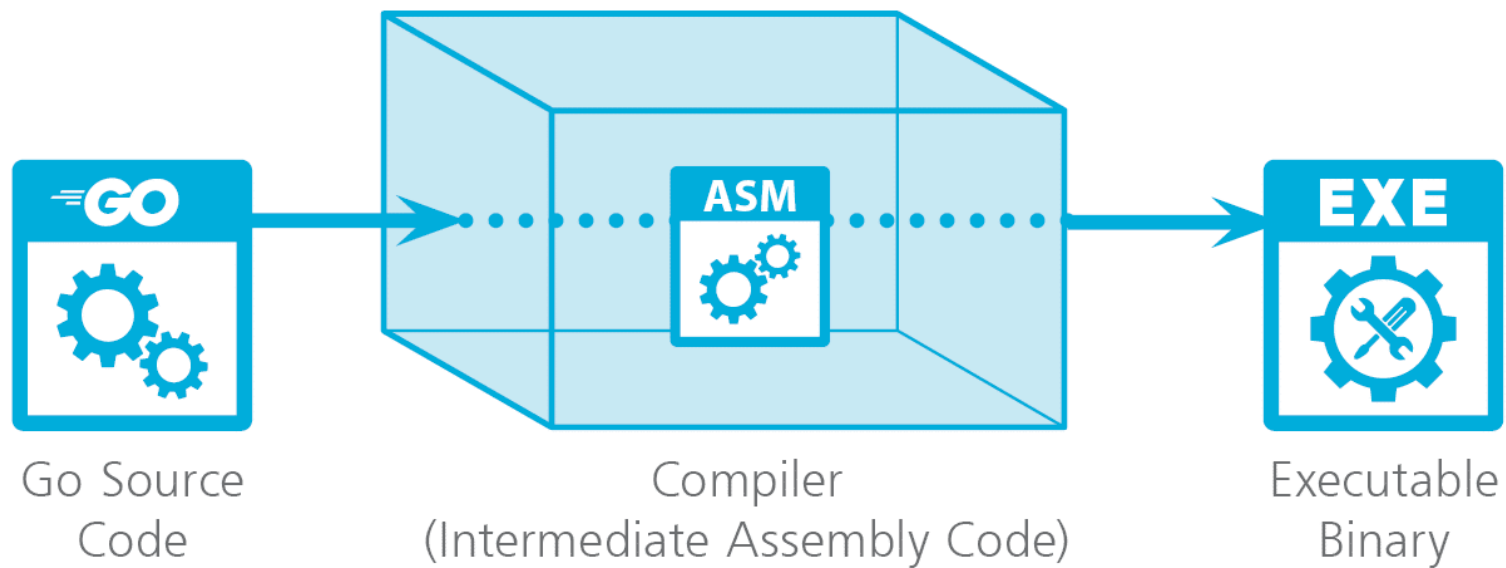 GO
ASM
EXE
Go Source
Code
Compiler
(Intermediate Assembly Code)
Executable
Binary